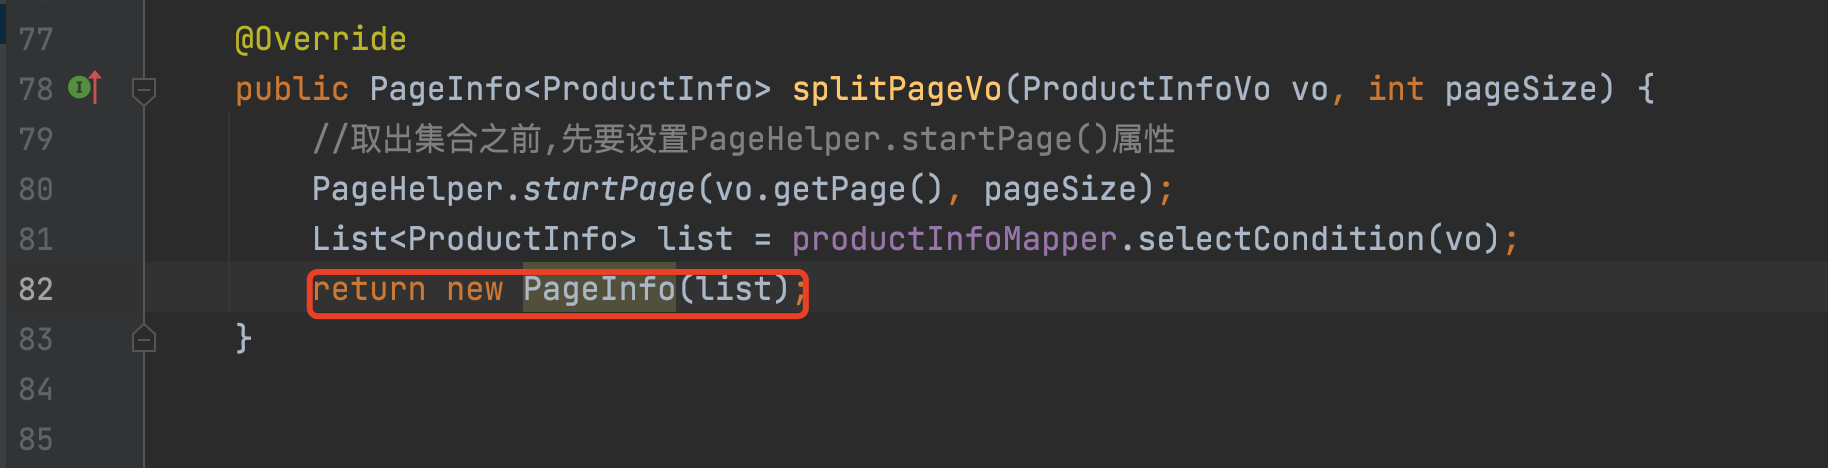 77 @Override
78 public PageInfo<ProductInfo> splitPageVo(ProductInfoVo vo, int pageSize) {
79 //取出集合之前,先要设置PageHelper.startPage()属性
80 PageHelper.startPage(vo.getPage(), pageSize);
81 List<ProductInfo> list = productInfoMapper.selectCondition(vo);
82 return new PageInfo(list);
83 }
84
85